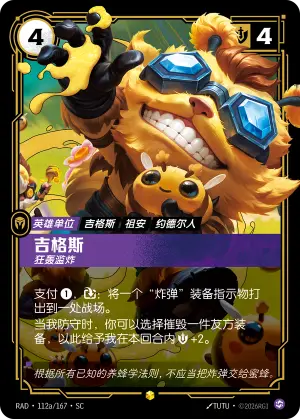 4
4
英雄单位 吉格斯 祖安 约德尔人
吉格斯
狂轰滥炸
支付1，：将一个“炸弹”装备指示物打
出到一处战场。
当我防守时，你可以选择摧毁一件友方装
备，以此给予我在本回合内+2。
根据所有已知的养蜂学法则，不应当把炸弹交给蜜蜂。
RAD • 112a/167 • SC
TUTU
©2026RGI